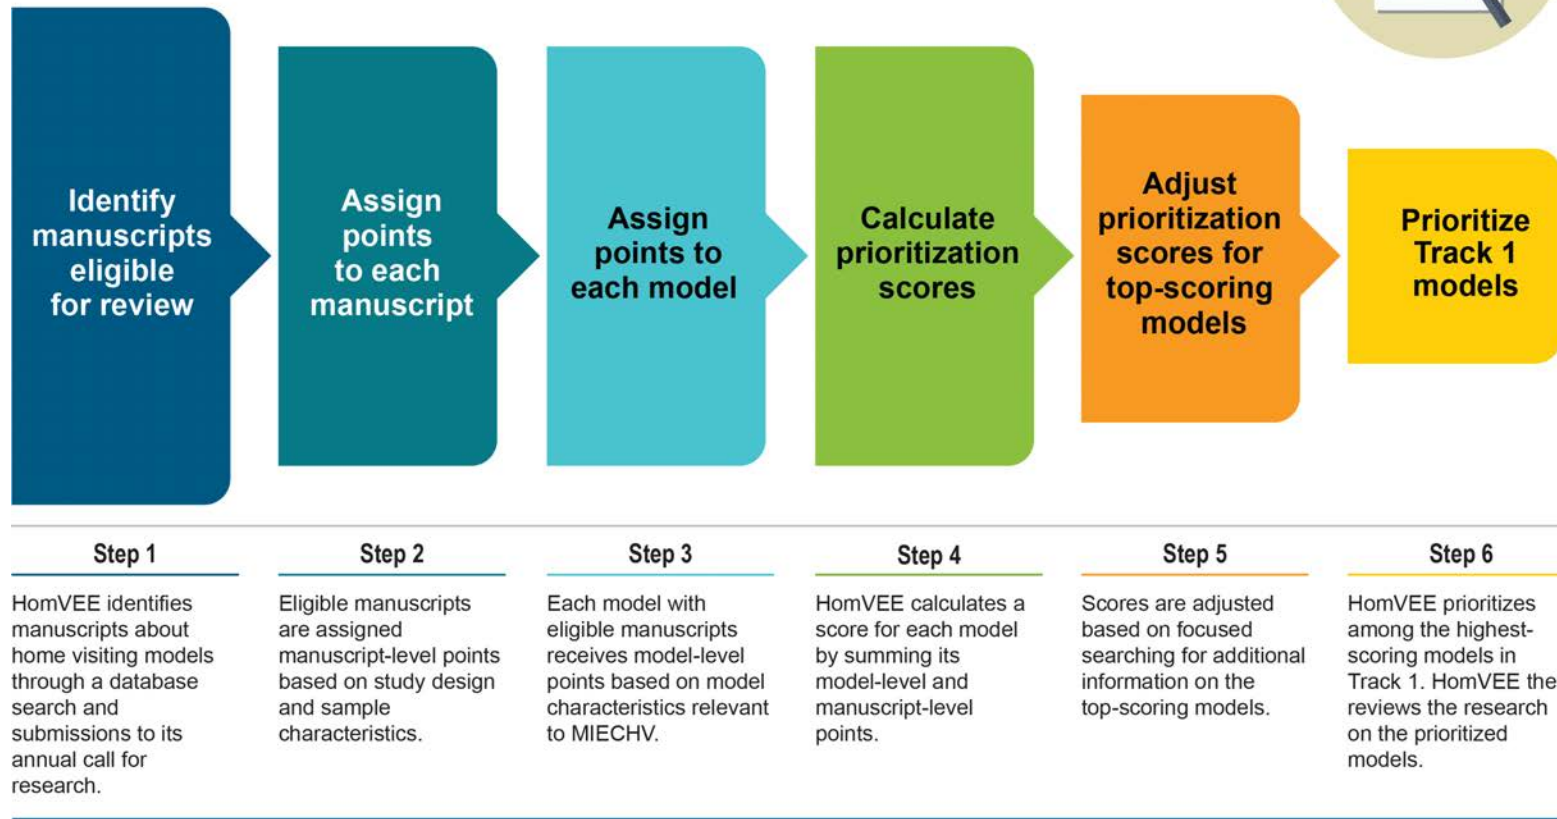 Identify
manuscripts
eligible
for review
Assign
points
to each
manuscript
Assign
points to
each model
Calculate
prioritization
scores
Adjust
prioritization
scores for
top-scoring
models
Prioritize
Track 1
models
Step 1
HomVEE identifies
manuscripts about
home visiting models
through a database
search and
submissions to its
annual call for
research.
Step 2
Eligible manuscripts
are assigned
manuscript-level points
based on study design
and sample
characteristics.
Step 3
Each model with
eligible manuscripts
receives model-level
points based on model
characteristics relevant
to MIECHV.
Step 4
HomVEE calculates a
score for each model
by summing its
model-level and
manuscript-level
points.
Step 5
Scores are adjusted
based on focused
searching for additional
information on the
top-scoring models.
Step 6
HomVEE prioritizes
among the highest-
scoring models in
Track 1. HomVEE the
reviews the research
on the prioritized
models.